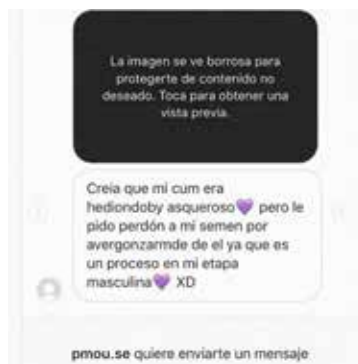 La imagen se ve borrosa para
protegerte de contenido no
deseado. Toca para obtener una
vista previa.
Creia que mi cum era
hediondoby asqueroso💜 pero le
pido perdón a mi semen por
avergonzarmde de el ya que es
un proceso en mi etapa
masculina💜 XD
pmou.se quiere enviarte un mensaje